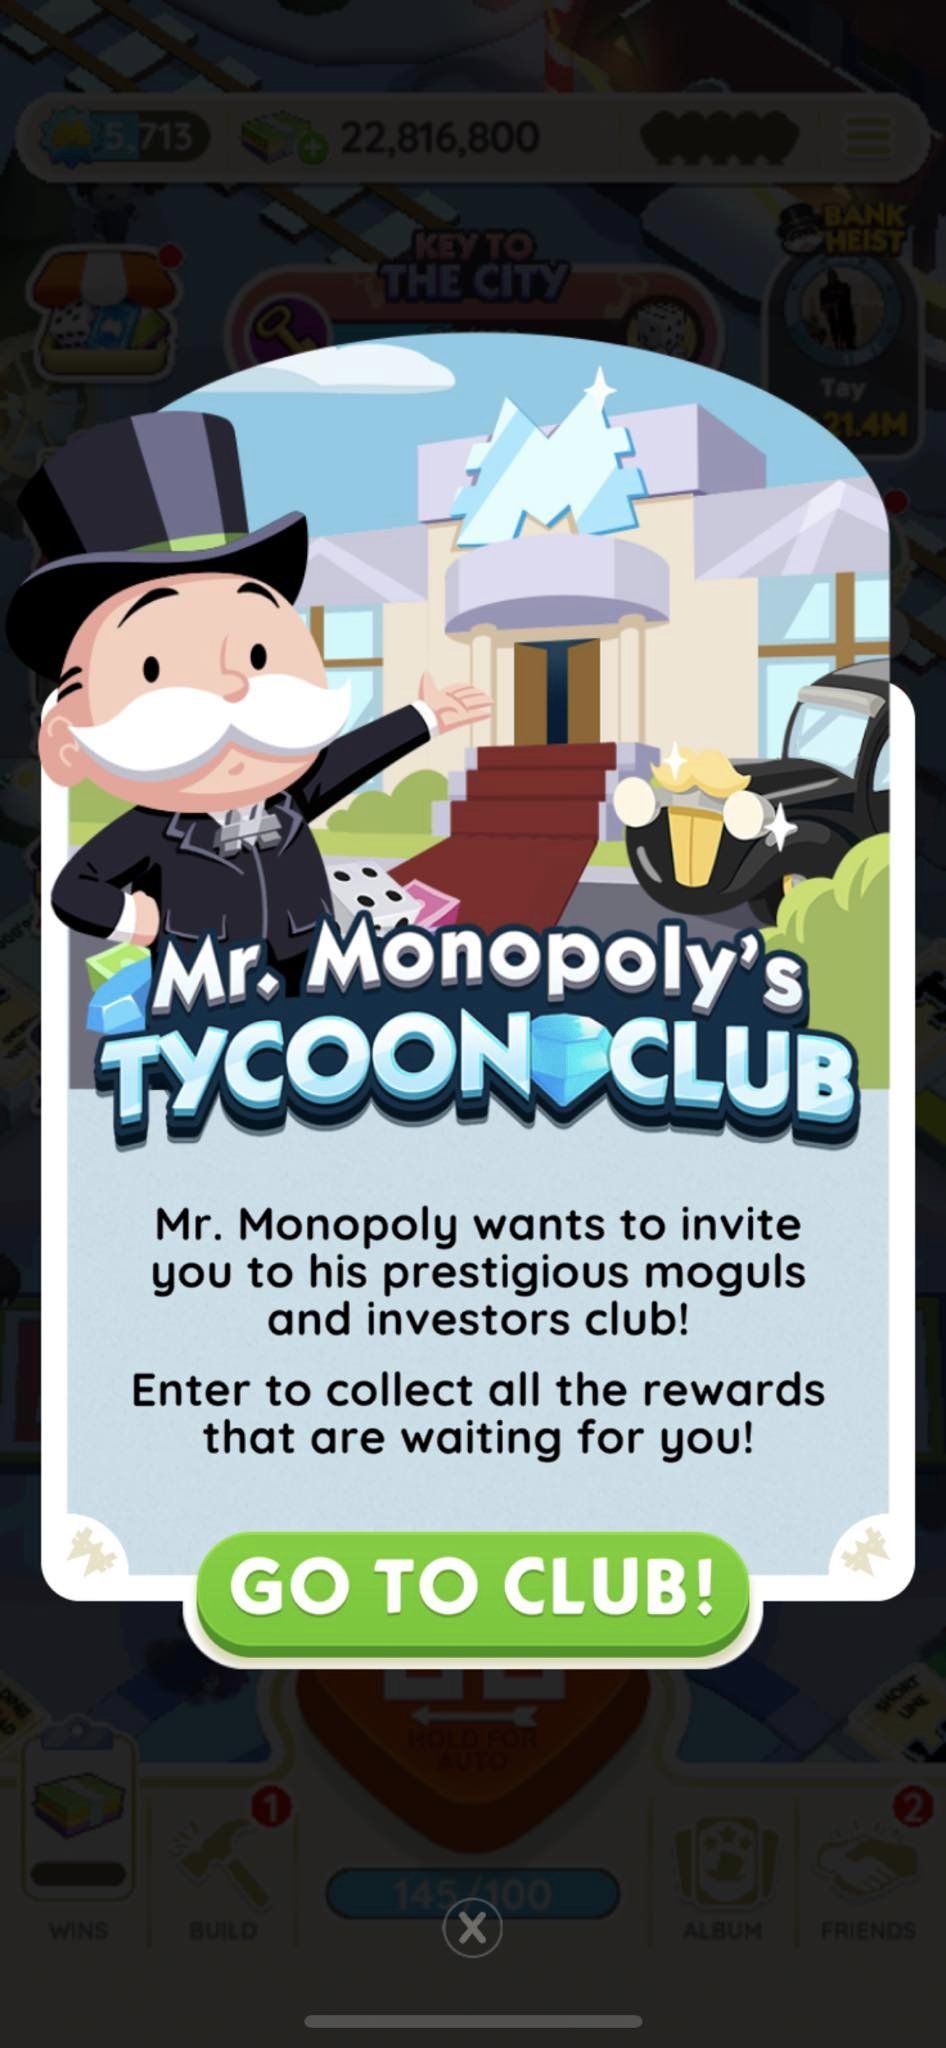 5,713
22,816,800
BANK
HEIST
KEY TO
THE CITY
Tay
21.4M
Mr. Monopoly's
TYCOON CLUB
Mr. Monopoly wants to invite
you to his prestigious moguls
and investors club!
Enter to collect all the rewards
that are waiting for you!
GO TO CLUB!
SHORT
LINE
HOLD FOR
AUTO
1
2
145/100
WINS
BUILD
ALBUM
FRIENDS
X